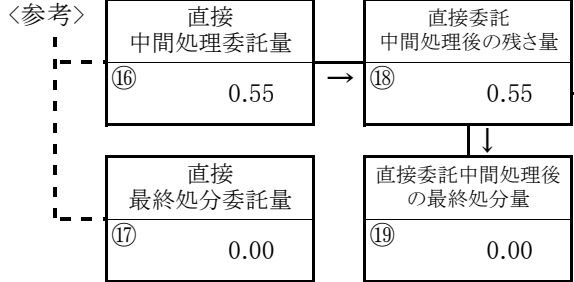 〈参考〉
直接
中間処理委託量
⑯
0.55
→
直接委託
中間処理後の残さ量
⑱
0.55
↓
直接
最終処分委託量
⑰
0.00
直接委託中間処理後
の最終処分量
⑲
0.00